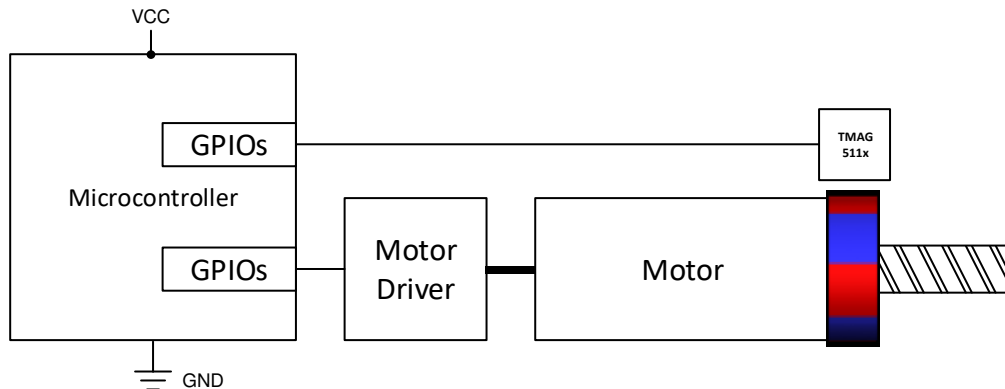 VCC
GPIOs
TMAG
511x
Microcontroller
GPIOs
Motor
Driver
Motor
GND